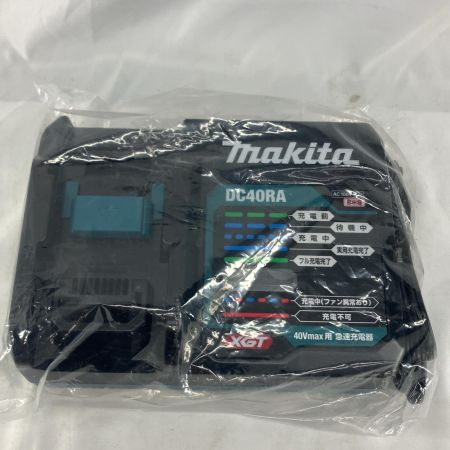 makita
DC40RA
充電前
待機中
充電中
実用充電完了
フル充電完了
充電中(ファン異常あり)
充電不可
XGT
40Vmax用 急速充電器